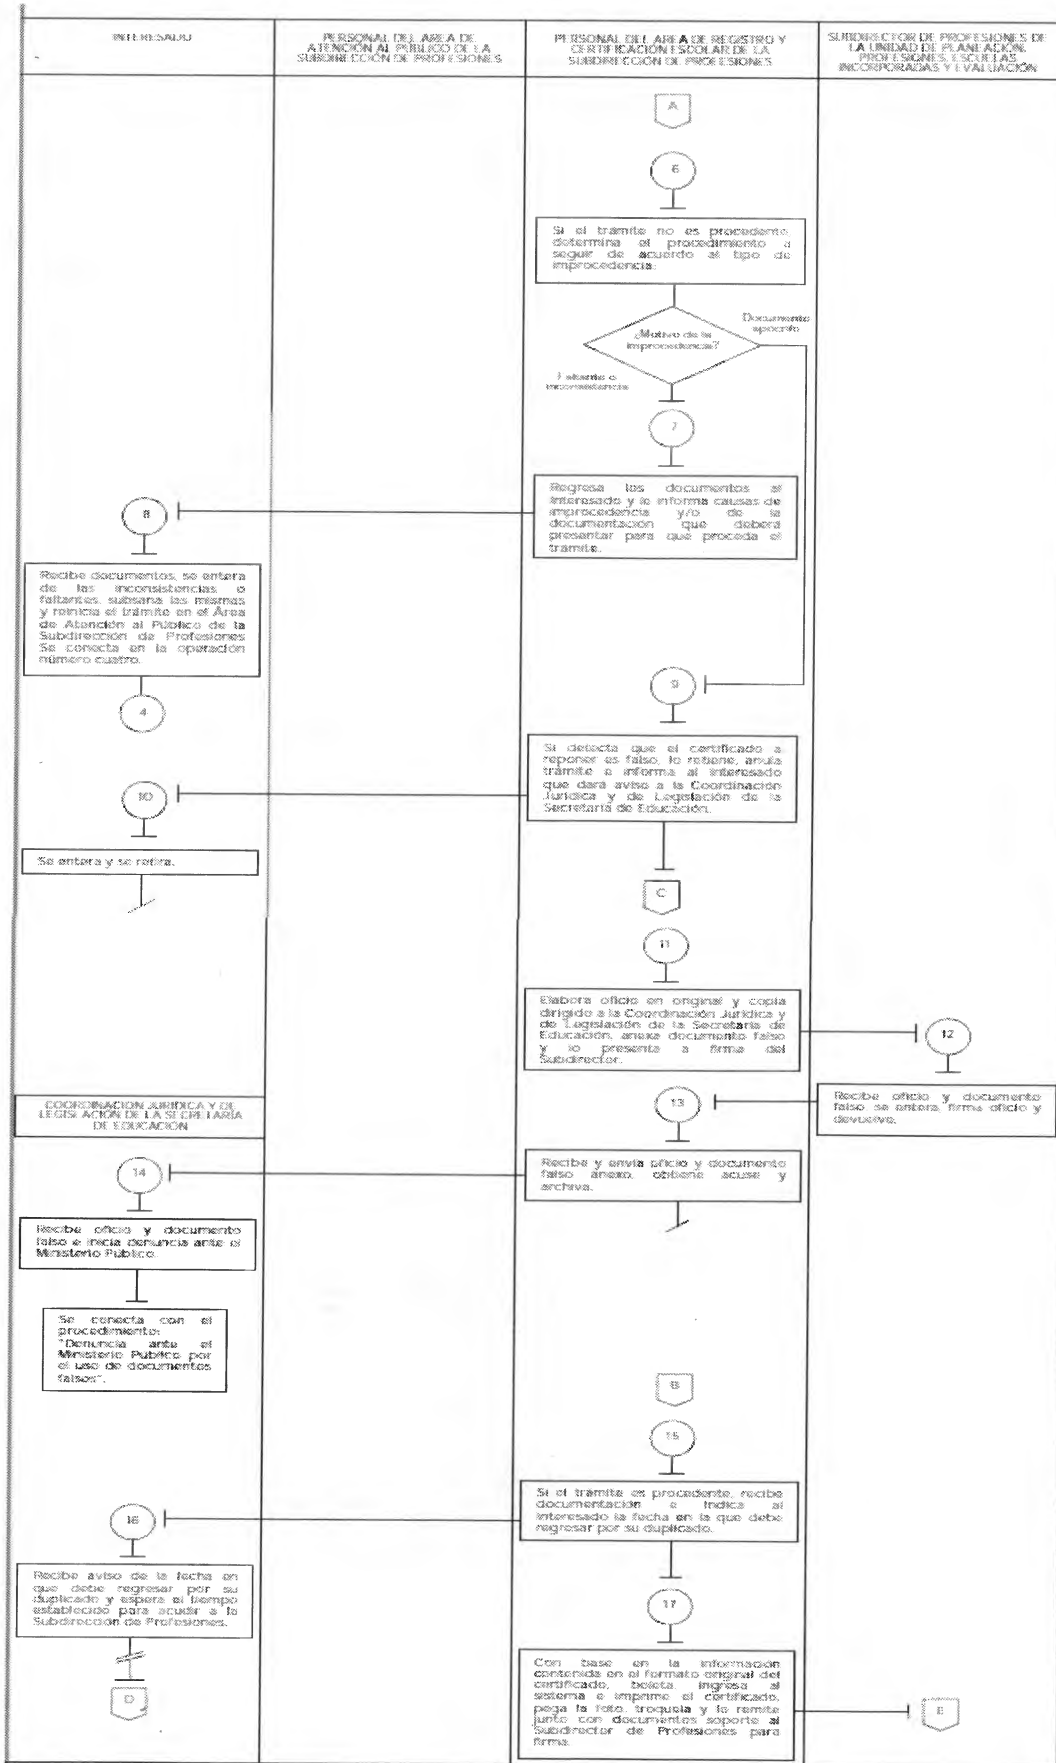 INTERESADO
PERSONAL DEL AREA DE
ATENCIÓN AL PÚBLICO DE LA
SUBDIRECCIÓN DE PROFESIONES
PERSONAL DEL AREA DE REGISTRO Y
CERTIFICACIÓN ESCOLAR DE LA
SUBDIRECCIÓN DE PROFESIONES
SUBDIRECTOR DE PROFESIONES DE
LA UNIDAD DE PLANEACIÓN,
PROFESIONES, ESCUELAS
INCORPORADAS Y EVALUACIÓN
A
6
Si el trámite no es procedente
determina el procedimiento a
seguir de acuerdo al tipo de
improcedencia.
¿Motivo de la
improcedencia?
Documento
apócrifo
Faltante o
inconsistencia
7
Regresa los documentos al
interesado y le informa causas de
improcedencia y/o de la
documentación que deberá
presentar para que proceda el
trámite.
8
Recibe documentos, se entera
de las inconsistencias o
faltantes, subsana las mismas
y reinicia el trámite en el Área
de Atención al Público de la
Subdirección de Profesiones
Se conecta en la operación
número cuatro.
4
9
Si detecta que el certificado a
reponer es falso, lo retiene, anula
trámite e informa al interesado
que dará aviso a la Coordinación
Jurídica y de Legislación de la
Secretaría de Educación.
10
Se entera y se retira.
C
11
Elabora oficio en original y copia
dirigido a la Coordinación Jurídica y
de Legislación de la Secretaría de
Educación, anexa documento falso
y lo presenta a firma del
Subdirector.
12
Recibe oficio y documento
falso, se entera, firma oficio y
devuelve.
13
Recibe y envía oficio y documento
falso anexo, obtiene acuse y
archiva.
COORDINACIÓN JURÍDICA Y DE
LEGISLACIÓN DE LA SECRETARÍA
DE EDUCACIÓN
14
Recibe oficio y documento
falso e inicia denuncia ante el
Ministerio Público.
Se conecta con el
procedimiento:
"Denuncia ante el
Ministerio Público por
el uso de documentos
falsos".
B
15
Si el trámite es procedente, recibe
documentación e indica al
interesado la fecha en la que debe
regresar por su duplicado.
16
Recibe aviso de la fecha en
que debe regresar por su
duplicado y espera el tiempo
establecido para acudir a la
Subdirección de Profesiones.
D
17
Con base en la información
contenida en el formato original del
certificado, boleta, ingresa al
sistema e imprime el certificado,
pega la foto, troquela y lo remite
junto con documentos soporte al
Subdirector de Profesiones para
firma.
E